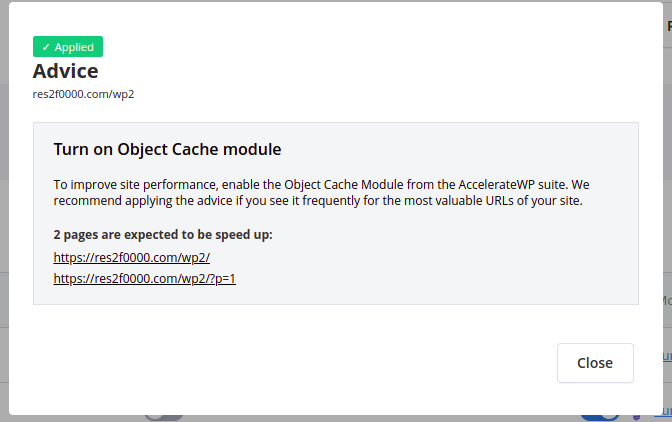 ✓ Applied
Advice
res2f0000.com/wp2
Turn on Object Cache module
To improve site performance, enable the Object Cache Module from the AccelerateWP suite. We
recommend applying the advice if you see it frequently for the most valuable URLs of your site.
2 pages are expected to be speed up:
https://res2f0000.com/wp2/
https://res2f0000.com/wp2/?p=1
Close